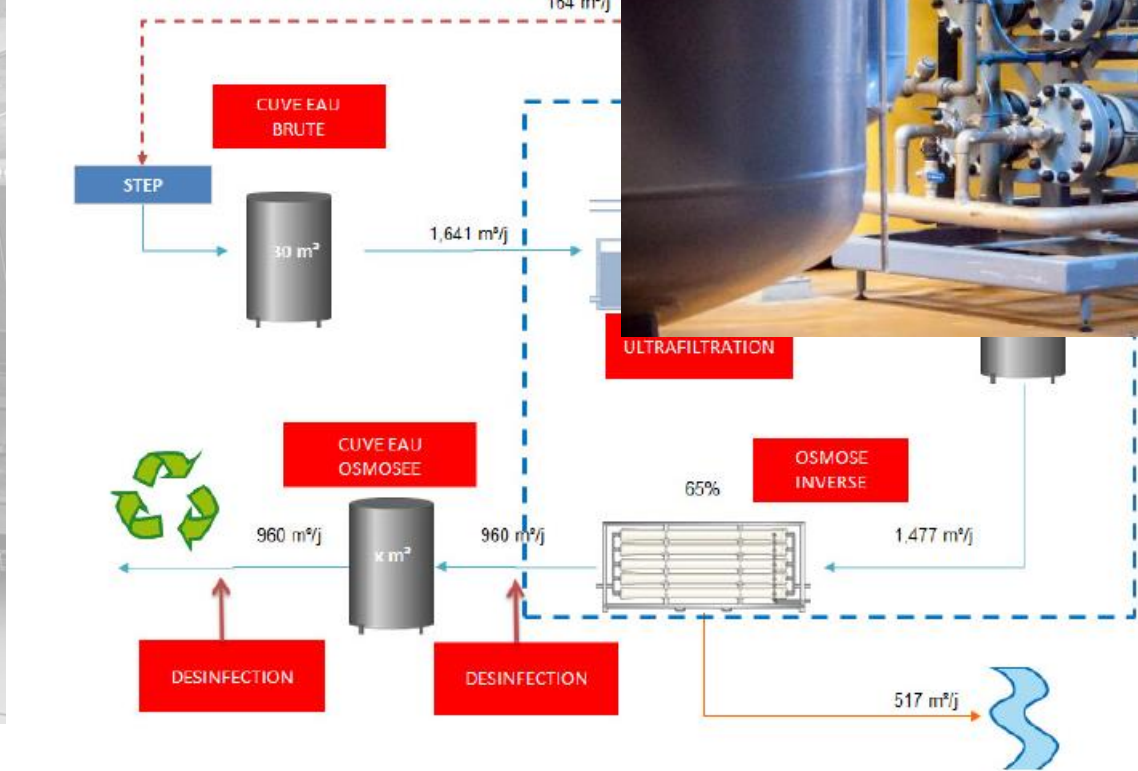 164 m³/j
CUVE EAU
BRUTE
STEP
30 m³
1,641 m³/j
ULTRAFILTRATION
CUVE EAU
OSMOSEE
OSMOSE
INVERSE
65%
960 m³/j
x m³
960 m³/j
1,477 m³/j
DESINFECTION
DESINFECTION
517 m³/j